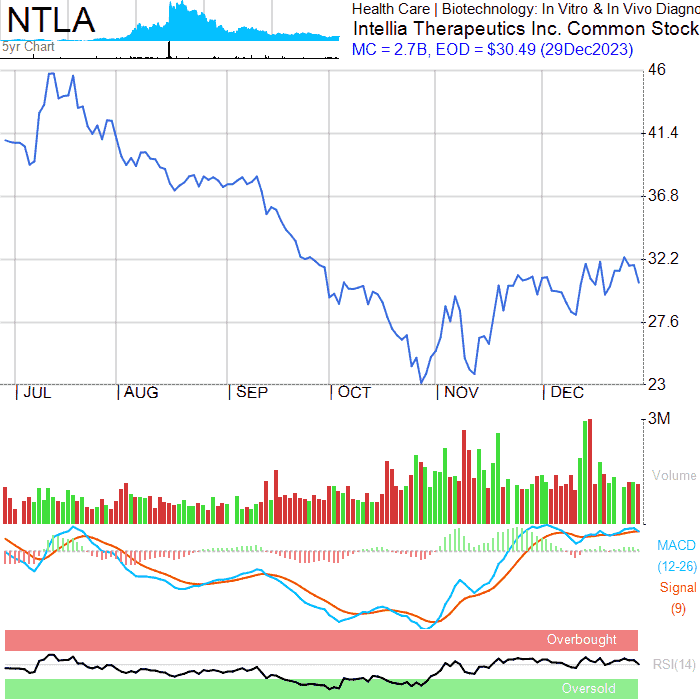 NTLA
5yr Chart
Health Care | Biotechnology: In Vitro & In Vivo Diagno
Intellia Therapeutics Inc. Common Stock
MC = 2.7B, EOD = $30.49 (29Dec2023)
46
41.4
36.8
32.2
27.6
23
| JUL | AUG | SEP | OCT | NOV | DEC
3M
Volume
MACD
(12-26)
Signal
(9)
Overbought
RSI(14)
Oversold